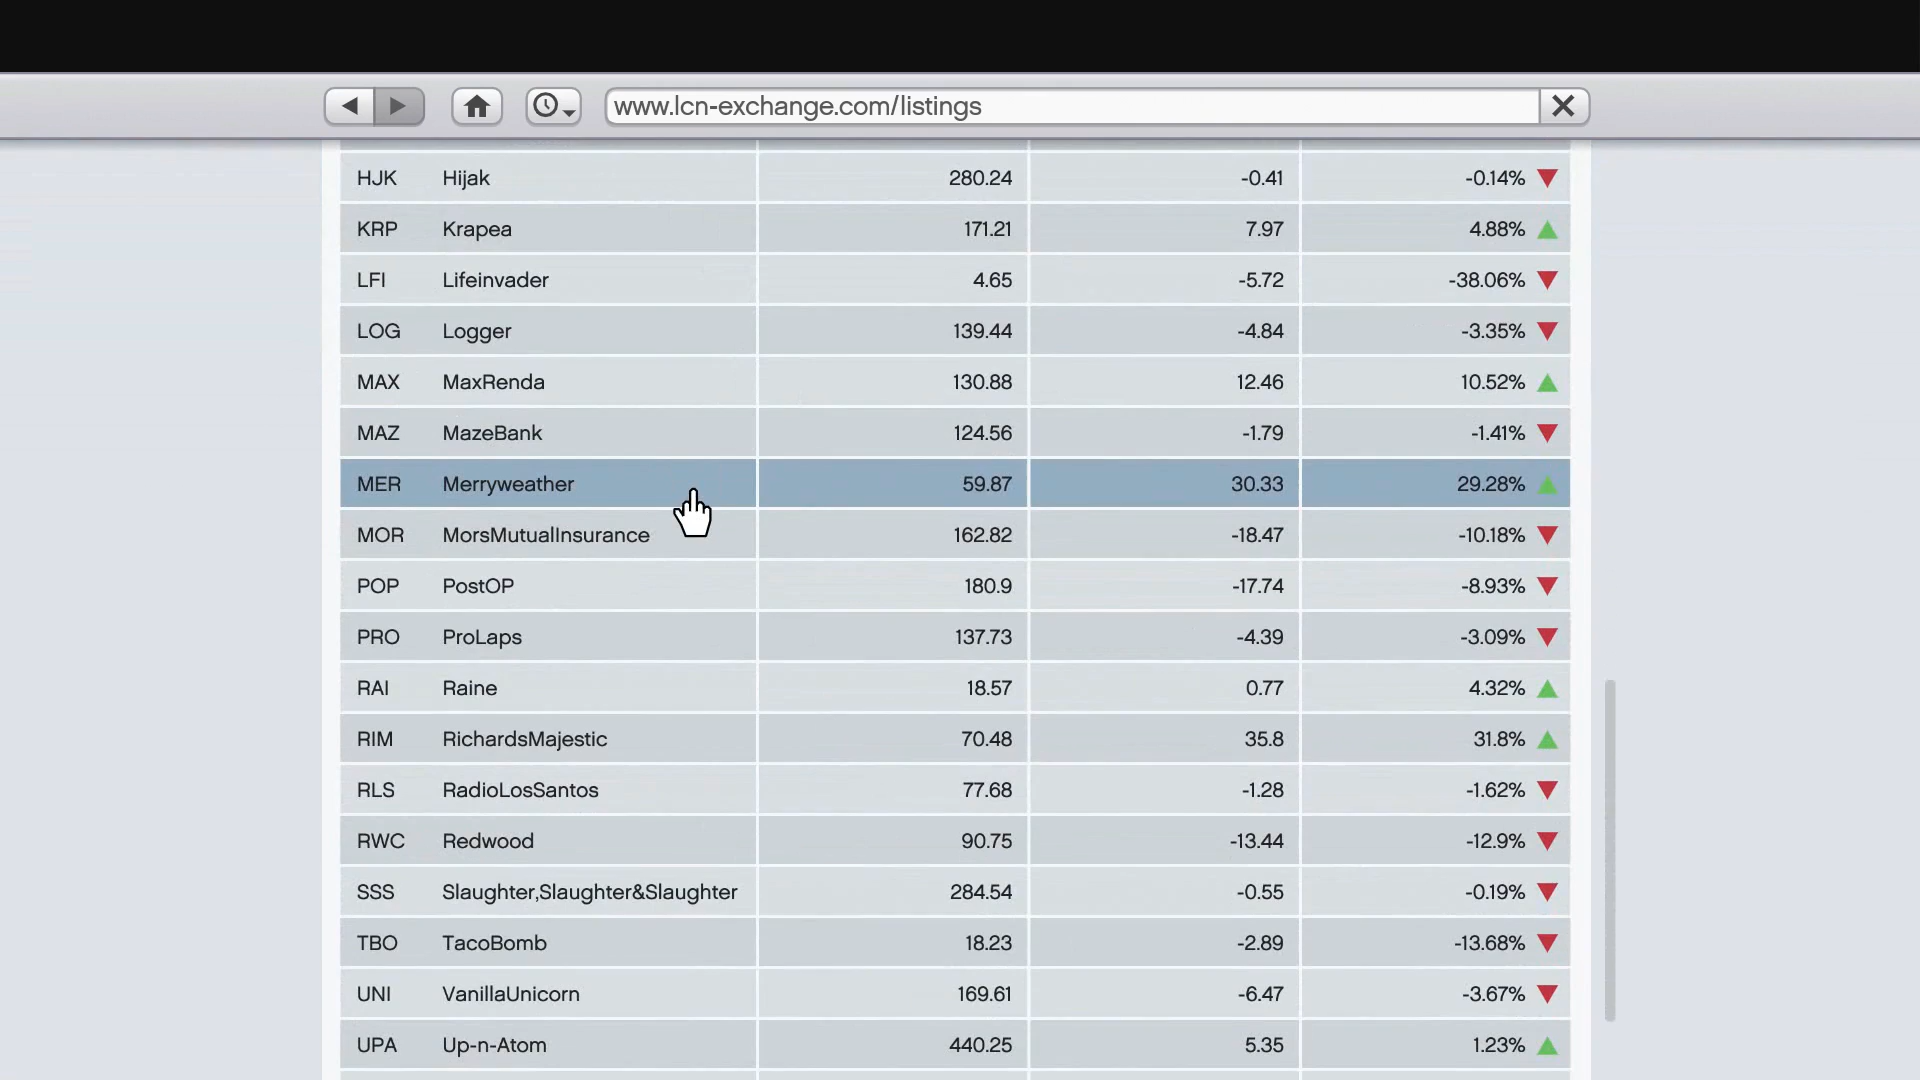 www.lcn-exchange.com/listings
HJK Hijak 280.24 -0.41 -0.14%
KRP Krapea 171.21 7.97 4.88%
LFI Lifeinvader 4.65 -5.72 -38.06%
LOG Logger 139.44 -4.84 -3.35%
MAX MaxRenda 130.88 12.46 10.52%
MAZ MazeBank 124.56 -1.79 -1.41%
MER Merryweather 59.87 30.33 29.28%
MOR MorsMutualInsurance 162.82 -18.47 -10.18%
POP PostOP 180.9 -17.74 -8.93%
PRO ProLaps 137.73 -4.39 -3.09%
RAI Raine 18.57 0.77 4.32%
RIM RichardsMajestic 70.48 35.8 31.8%
RLS RadioLosSantos 77.68 -1.28 -1.62%
RWC Redwood 90.75 -13.44 -12.9%
SSS Slaughter,Slaughter&Slaughter 284.54 -0.55 -0.19%
TBO TacoBomb 18.23 -2.89 -13.68%
UNI VanillaUnicorn 169.61 -6.47 -3.67%
UPA Up-n-Atom 440.25 5.35 1.23%